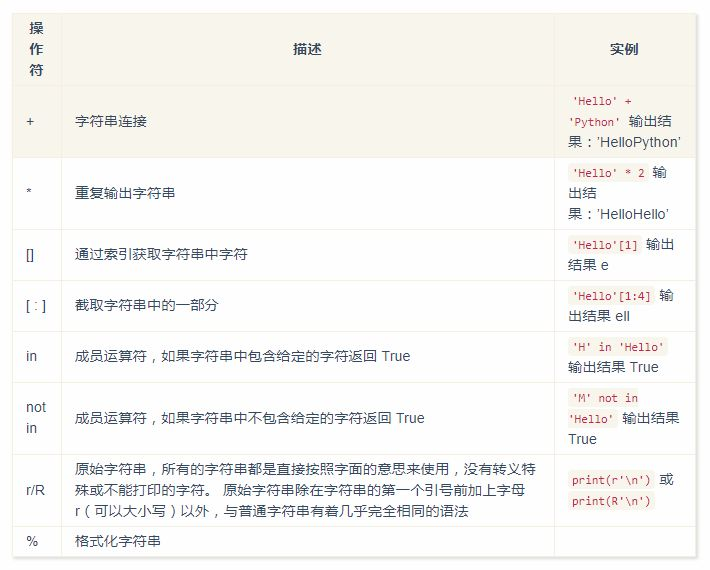 操
作
符
描述
实例
+
字符串连接
'Hello' +
'Python' 输出结
果：’HelloPython’
*
重复输出字符串
'Hello' * 2 输
出结
果：’HelloHello’
[]
通过索引获取字符串中字符
'Hello'[1] 输出
结果 e
[ : ]
截取字符串中的一部分
'Hello'[1:4] 输
出结果 ell
in
成员运算符，如果字符串中包含给定的字符返回 True
'H' in 'Hello'
输出结果 True
not
in
成员运算符，如果字符串中不包含给定的字符返回 True
'M' not in
'Hello' 输出结果
True
r/R
原始字符串，所有的字符串都是直接按照字面的意思来使用，没有转义特
殊或不能打印的字符。 原始字符串除在字符串的第一个引号前加上字母
r（可以大小写）以外，与普通字符串有着几乎完全相同的语法
print(r'\n') 或
print(R'\n')
%
格式化字符串